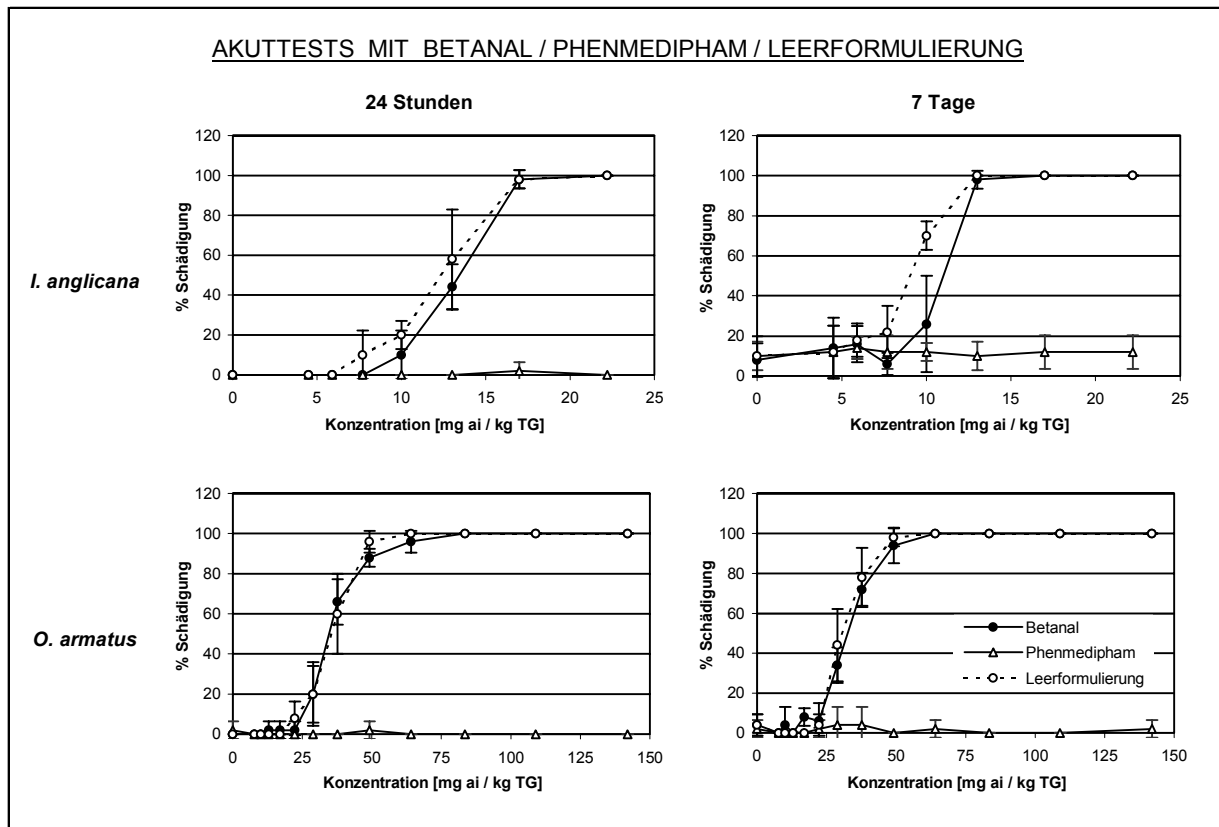 AKUTTESTS MIT BETANAL / PHENMEDIPHAM / LEERFORMULIERUNG
24 Stunden
7 Tage
I. anglicana
% Schädigung
120
100
80
60
40
20
0
0 5 10 15 20 25
Konzentration [mg ai / kg TG]
% Schädigung
120
100
80
60
40
20
0
0 5 10 15 20 25
Konzentration [mg ai / kg TG]
O. armatus
% Schädigung
120
100
80
60
40
20
0
0 25 50 75 100 125 150
Konzentration [mg ai / kg TG]
% Schädigung
120
100
80
60
40
20
0
0 25 50 75 100 125 150
Konzentration [mg ai / kg TG]
Betanal
Phenmedipham
Leerformulierung